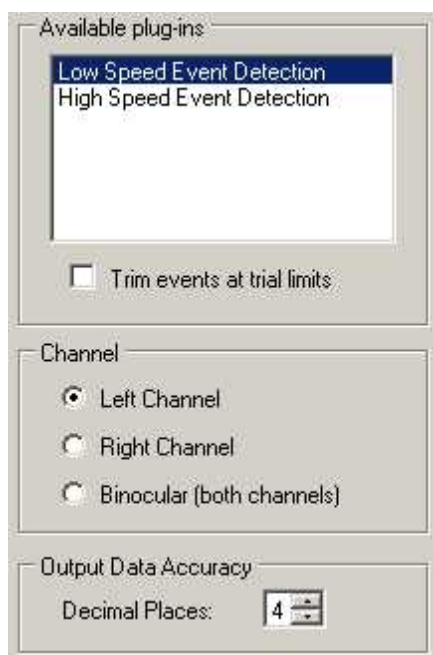 Available plug-ins
Low Speed Event Detection
High Speed Event Detection
Trim events at trial limits
Channel
Left Channel
Right Channel
Binocular (both channels)
Output Data Accuracy
Decimal Places: 4